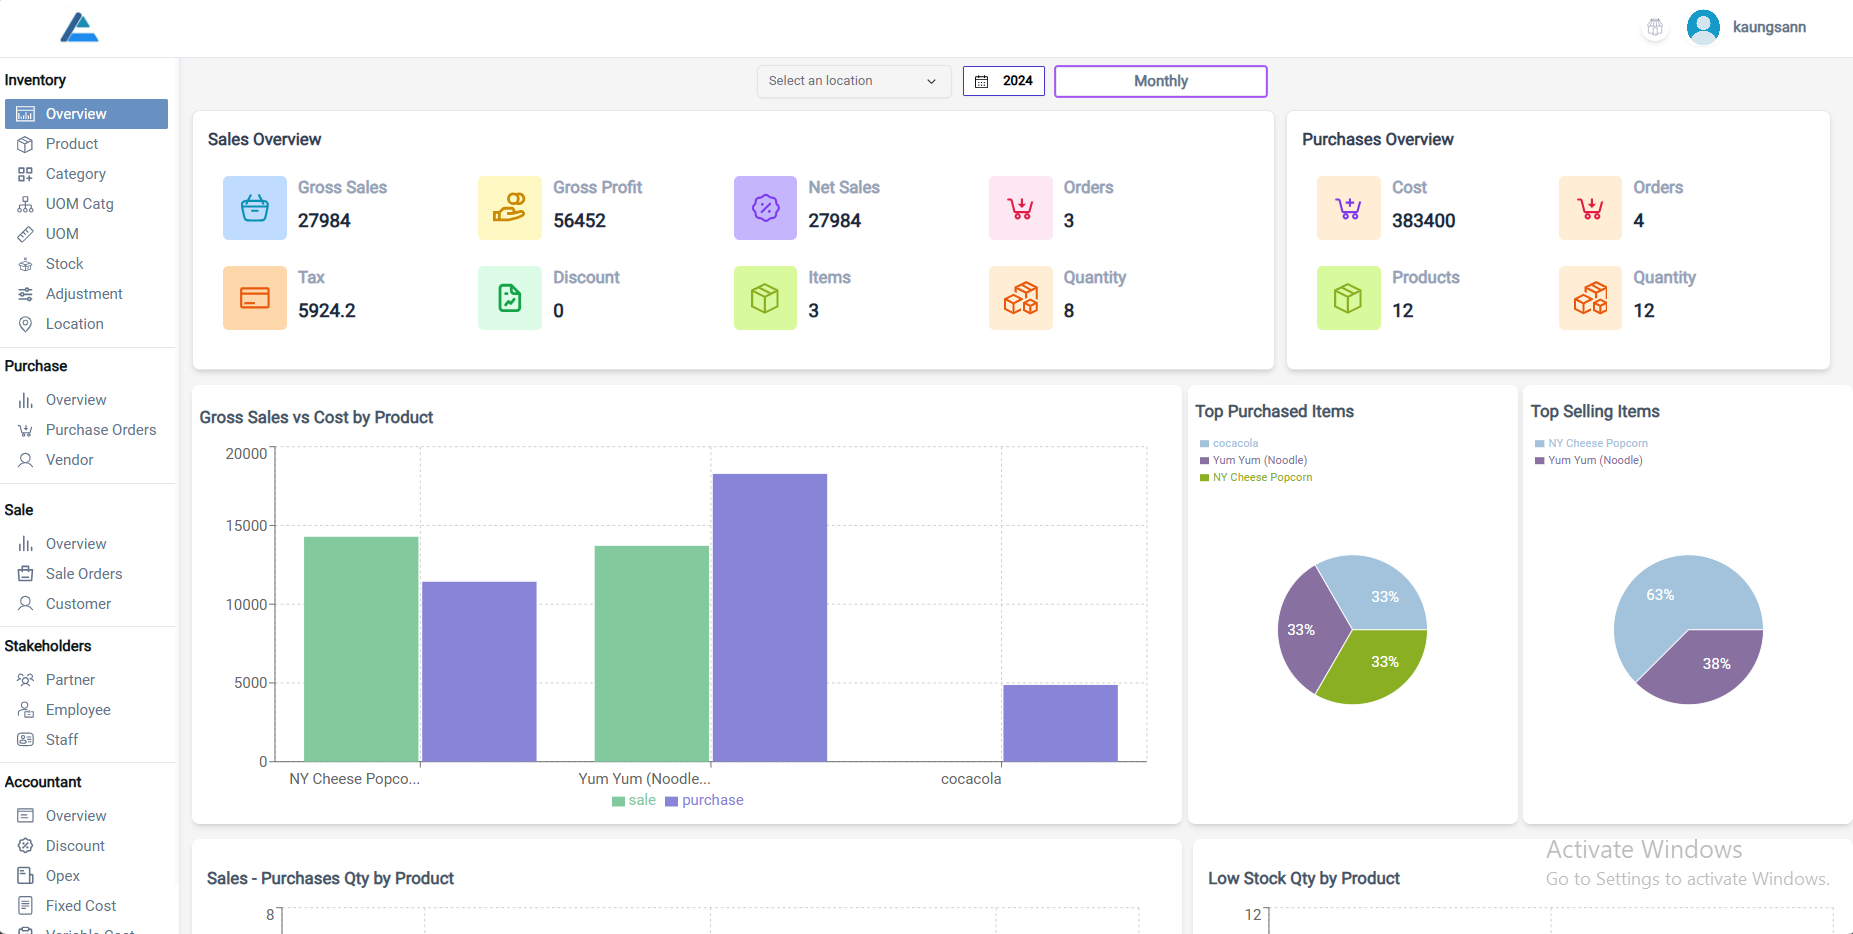 kaungsann
Inventory
Overview
Product
Category
UOM Catg
UOM
Stock
Adjustment
Location
Purchase
Overview
Purchase Orders
Vendor
Sale
Overview
Sale Orders
Customer
Stakeholders
Partner
Employee
Staff
Accountant
Overview
Discount
Opex
Fixed Cost
Variable Cost
Select an location
2024
Monthly
Sales Overview
Gross Sales
27984
Gross Profit
56452
Net Sales
27984
Orders
3
Tax
5924.2
Discount
0
Items
3
Quantity
8
Purchases Overview
Cost
383400
Orders
4
Products
12
Quantity
12
Gross Sales vs Cost by Product
20000
15000
10000
5000
0
NY Cheese Popco...
Yum Yum (Noodle...
cocacola
sale
purchase
Top Purchased Items
cocacola
Yum Yum (Noodle)
NY Cheese Popcorn
33%
33%
33%
Top Selling Items
NY Cheese Popcorn
Yum Yum (Noodle)
63%
38%
Sales - Purchases Qty by Product
8
Low Stock Qty by Product
12
Activate Windows
Go to Settings to activate Windows.